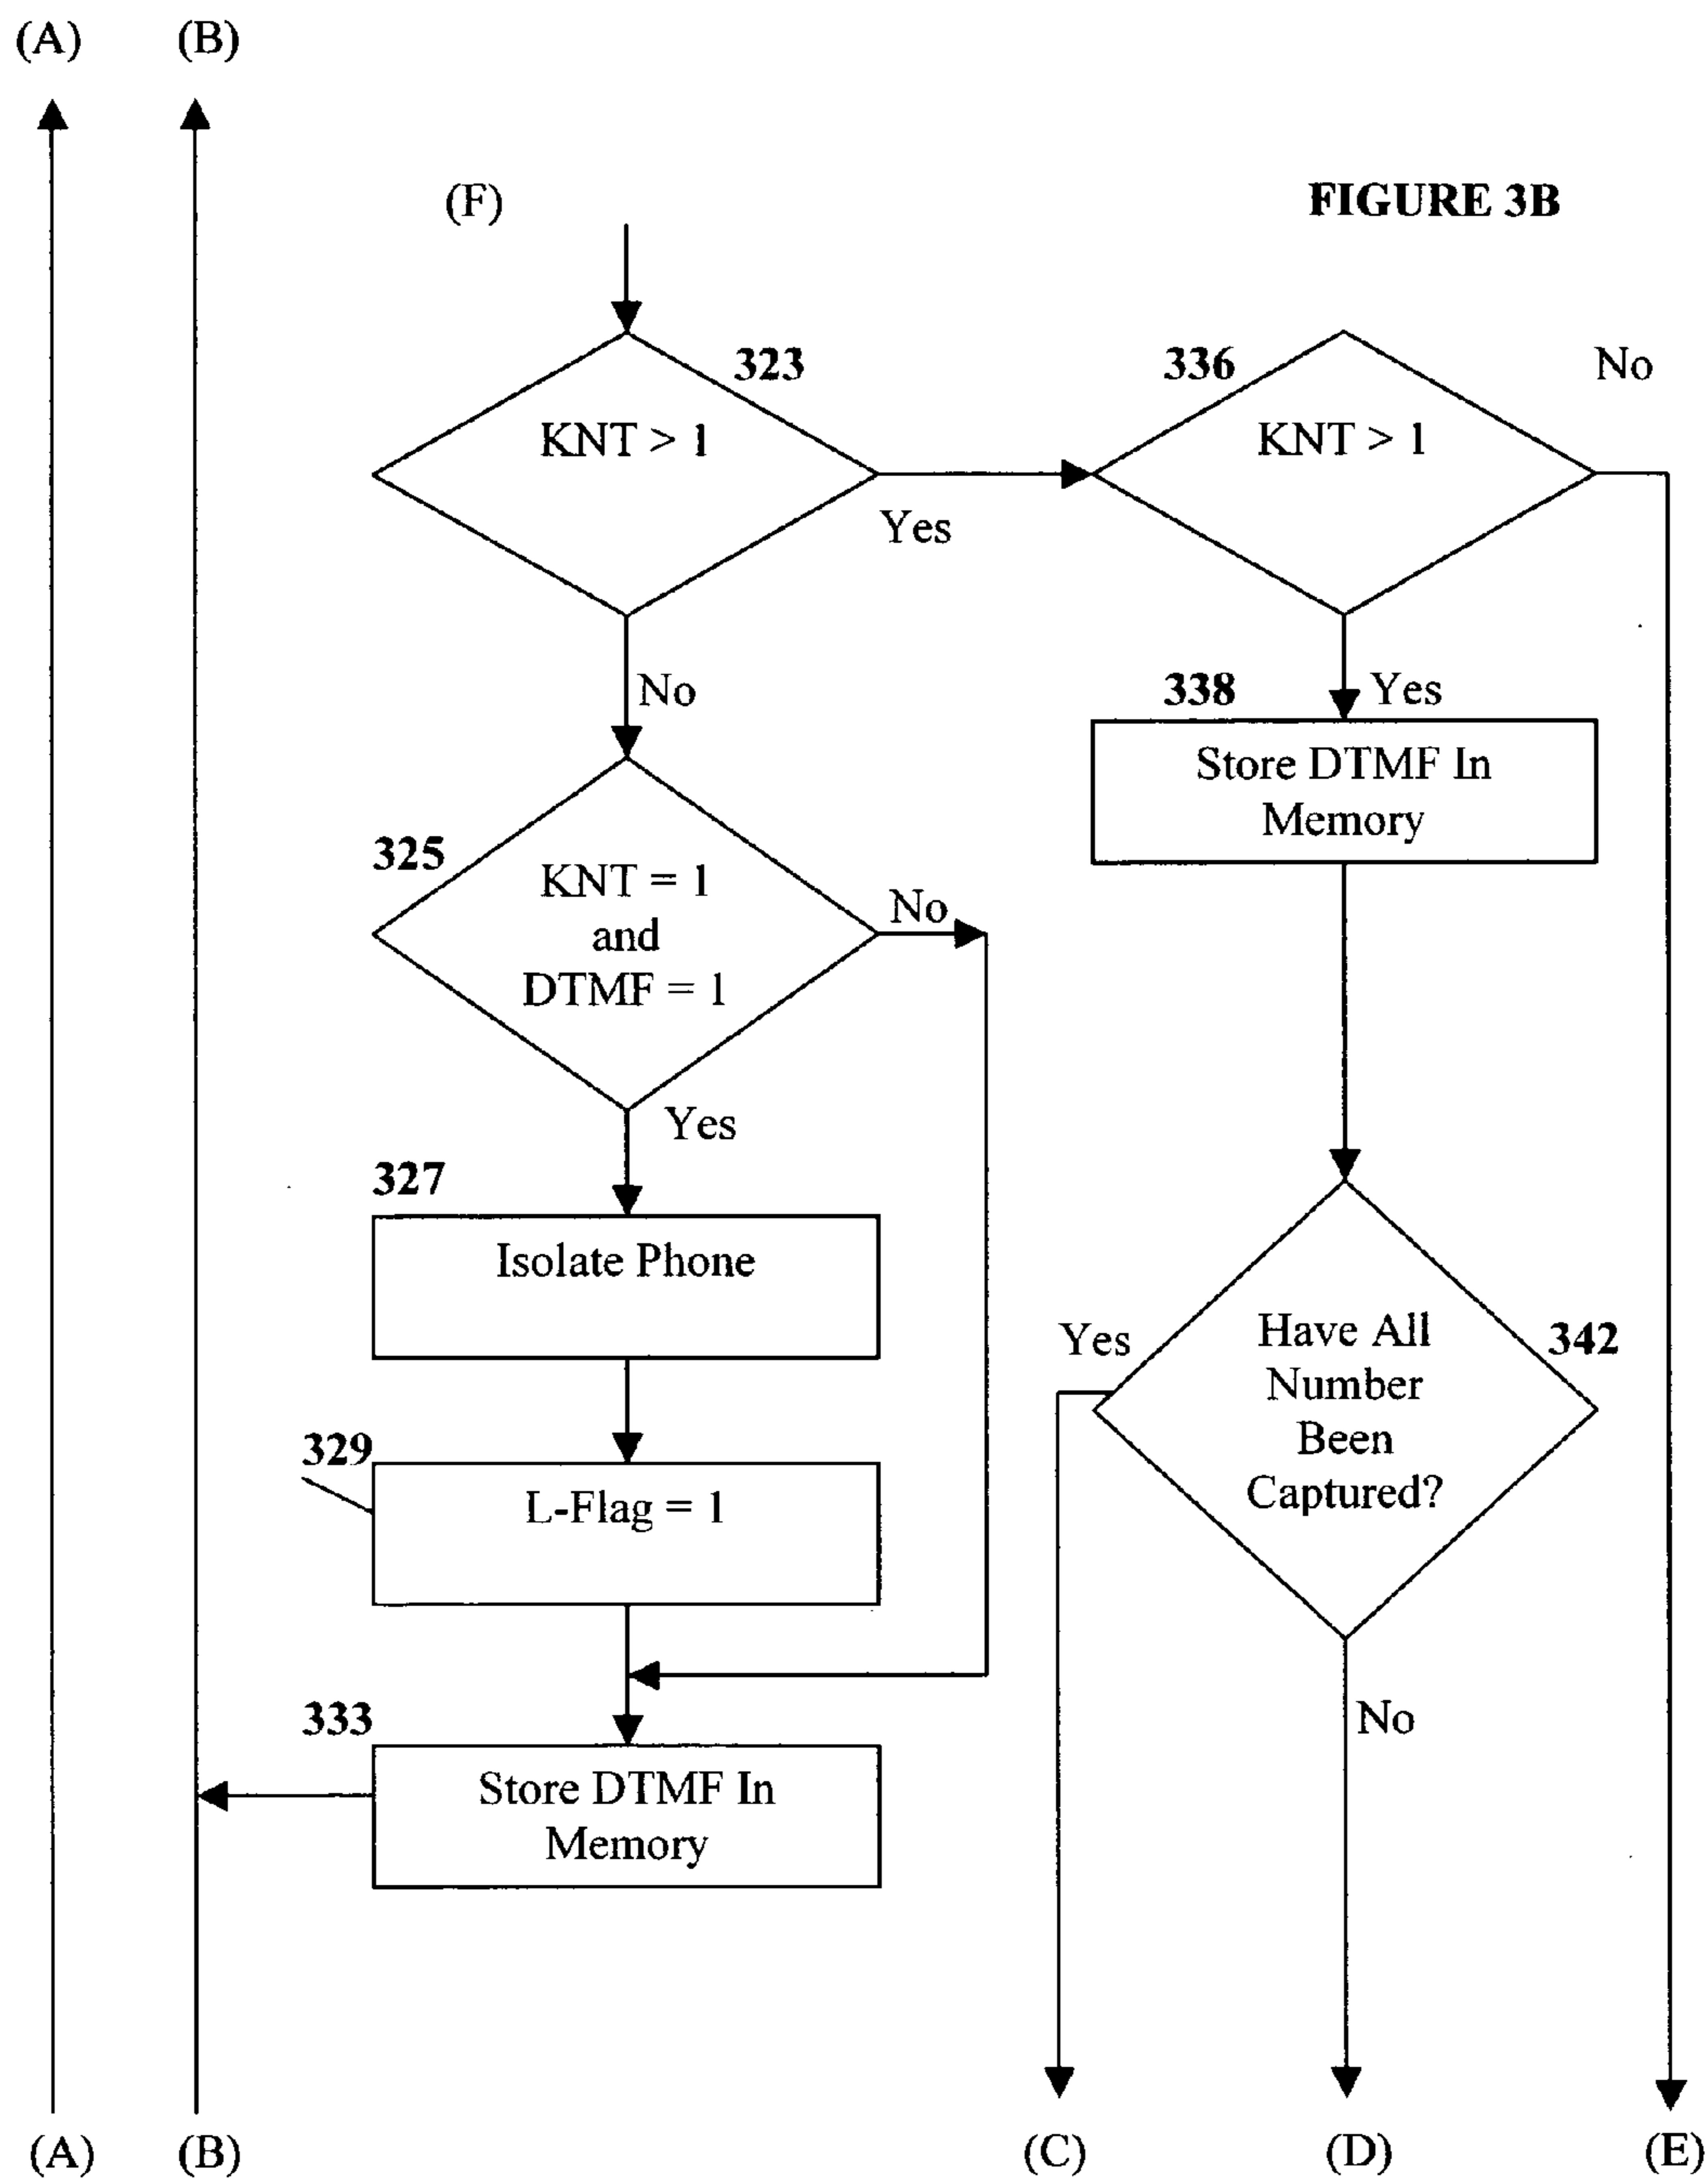 (A)
(B)
(F)
FIGURE 3B
323
KNT > 1
Yes
No
336
KNT > 1
No
Yes
338
Store DTMF In
Memory
325
KNT = 1
and
DTMF = 1
No
Yes
327
Isolate Phone
329
L-Flag = 1
333
Store DTMF In
Memory
Yes
Have All
Number
Been
Captured?
342
No
(A)
(B)
(C)
(D)
(E)